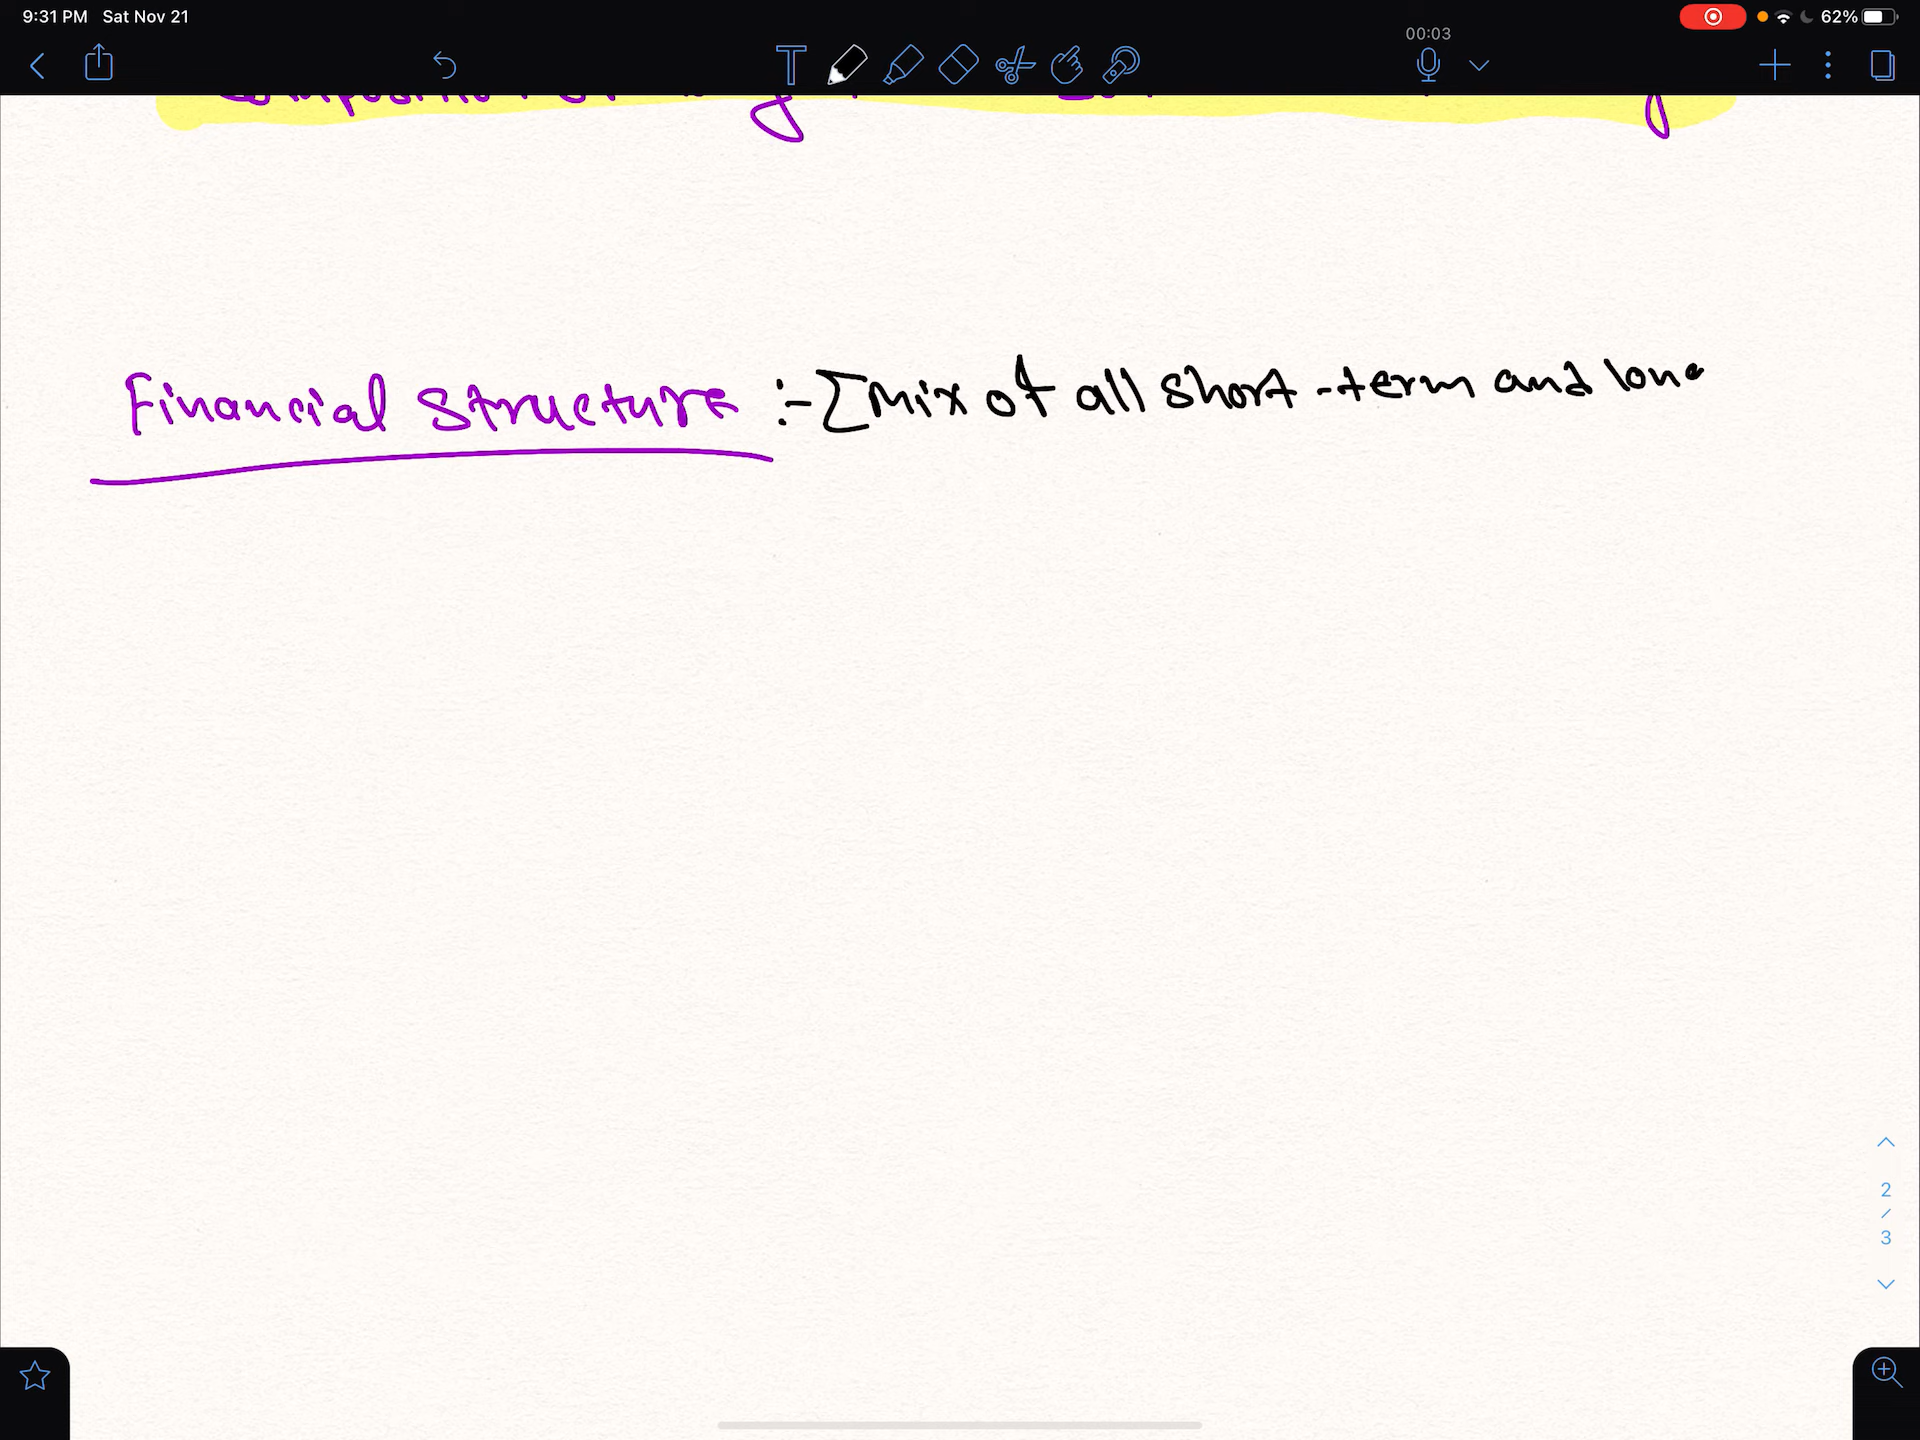 9:31 PM Sat Nov 21
62%
00:03
T
Financial Structure :- [Mix of all short-term and long
2
/
3